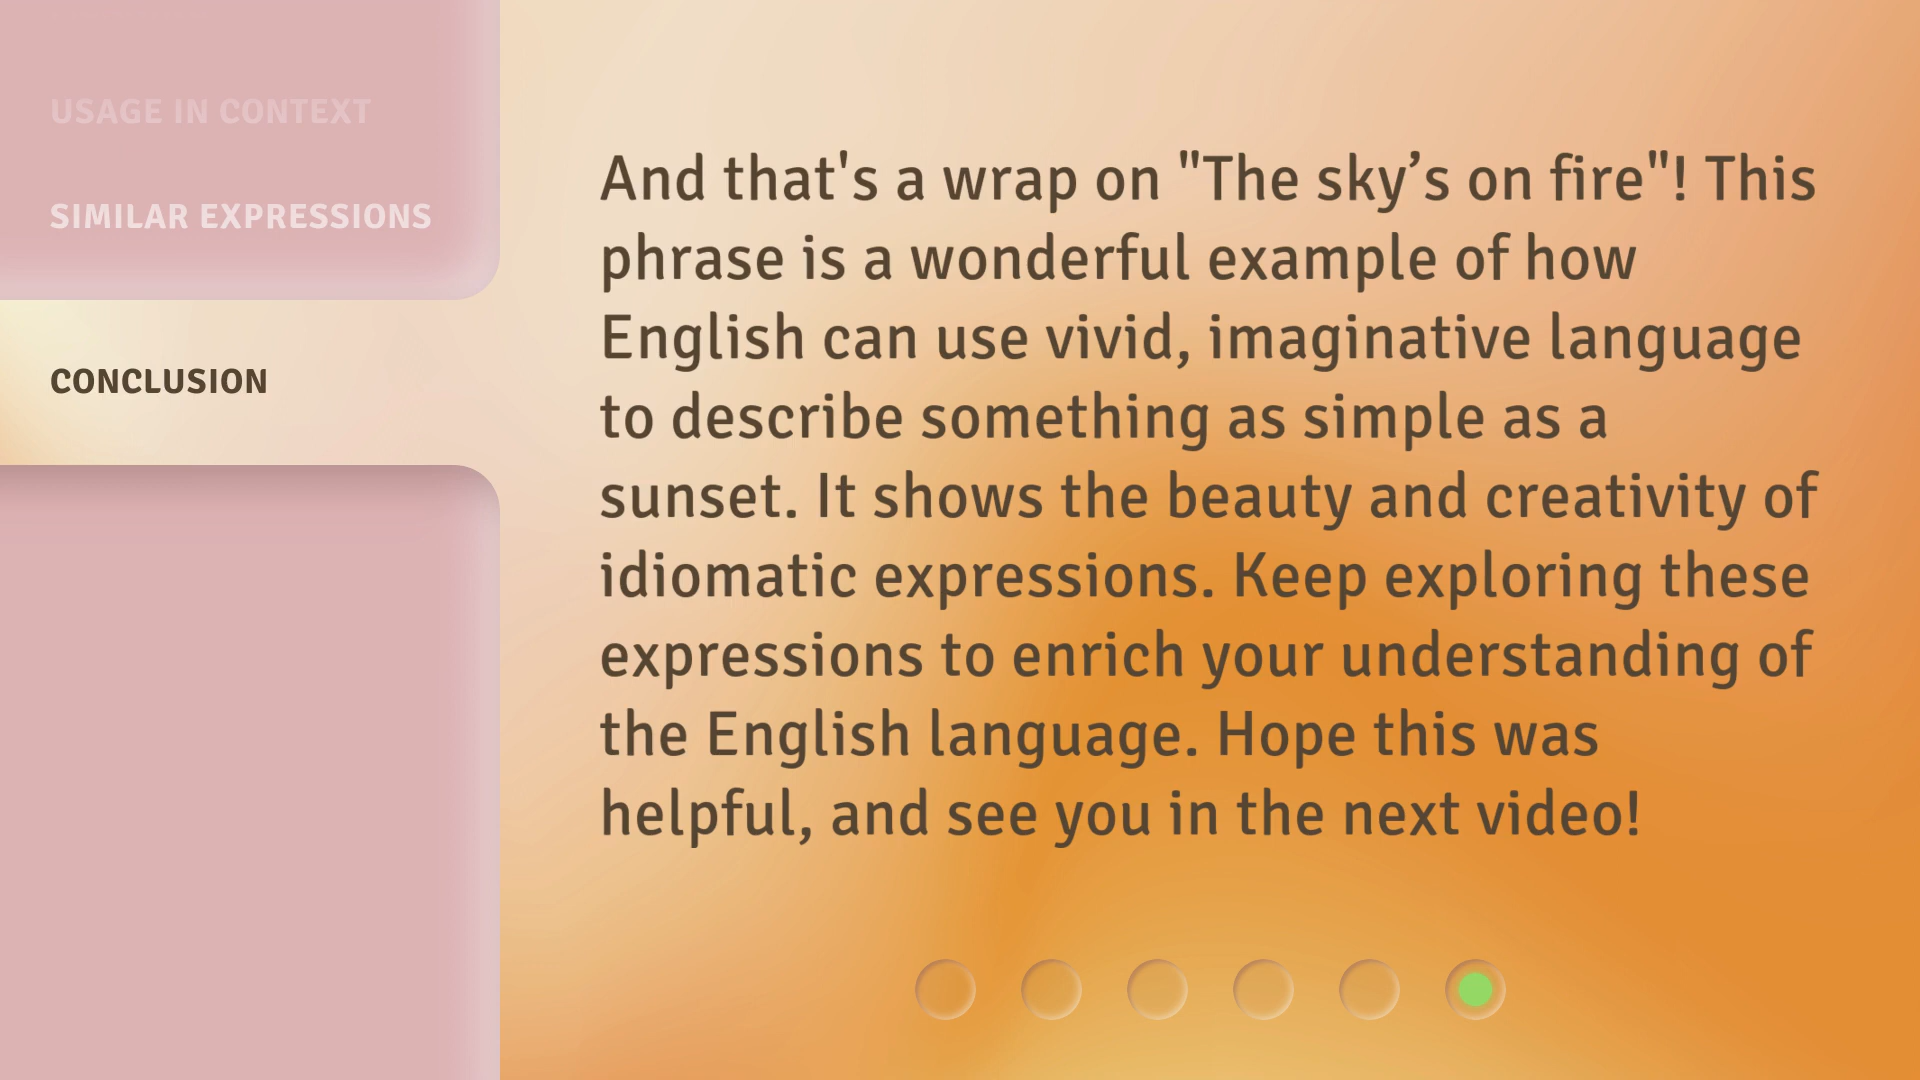 USAGE IN CONTEXT
SIMILAR EXPRESSIONS
CONCLUSION
And that's a wrap on "The sky’s on fire"! This
phrase is a wonderful example of how
English can use vivid, imaginative language
to describe something as simple as a
sunset. It shows the beauty and creativity of
idiomatic expressions. Keep exploring these
expressions to enrich your understanding of
the English language. Hope this was
helpful, and see you in the next video!